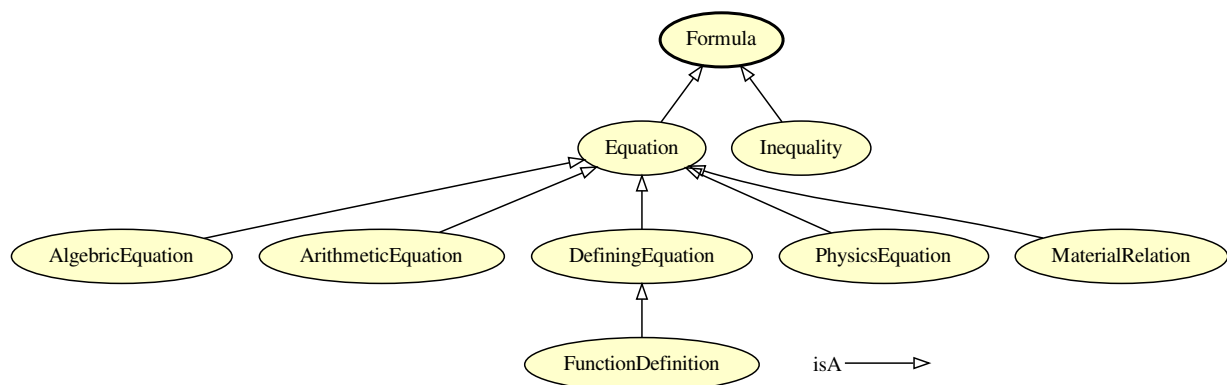 Formula
Equation
Inequality
AlgebricEquation
ArithmeticEquation
DefiningEquation
PhysicsEquation
MaterialRelation
FunctionDefinition
isA